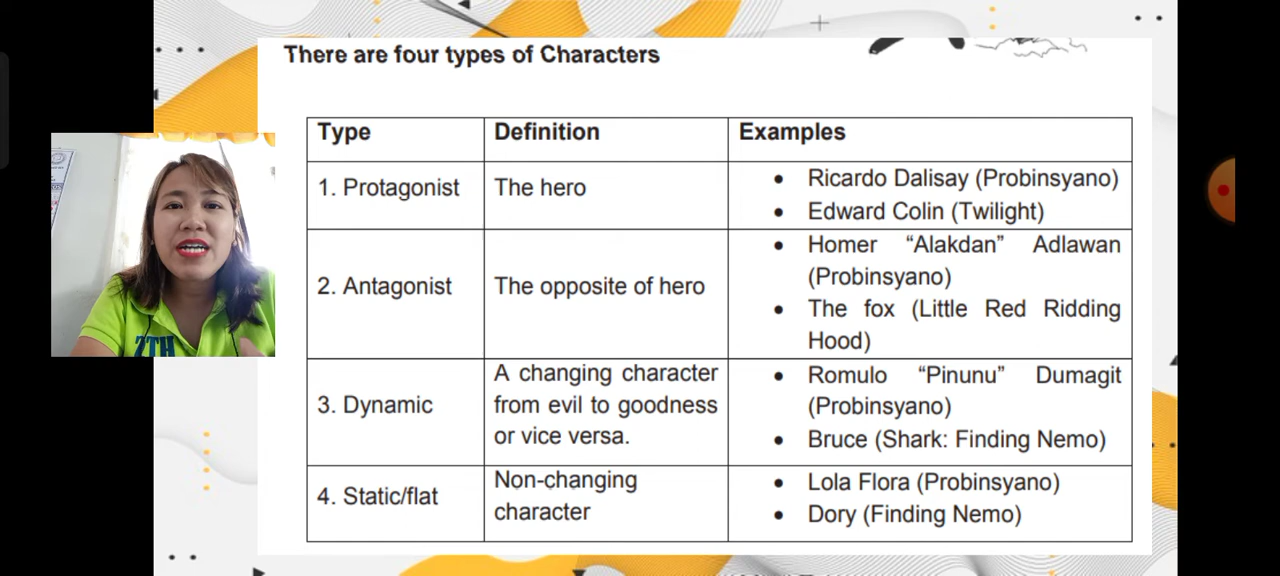 There are four types of Characters
Type Definition Examples
1. Protagonist The hero
• Ricardo Dalisay (Probinsyano)
• Edward Colin (Twilight)
2. Antagonist The opposite of hero
• Homer “Alakdan” Adlawan
(Probinsyano)
• The fox (Little Red Ridding
Hood)
3. Dynamic
A changing character
from evil to goodness
or vice versa.
• Romulo “Pinunu” Dumagit
(Probinsyano)
• Bruce (Shark: Finding Nemo)
4. Static/flat
Non-changing
character
• Lola Flora (Probinsyano)
• Dory (Finding Nemo)
ZTH